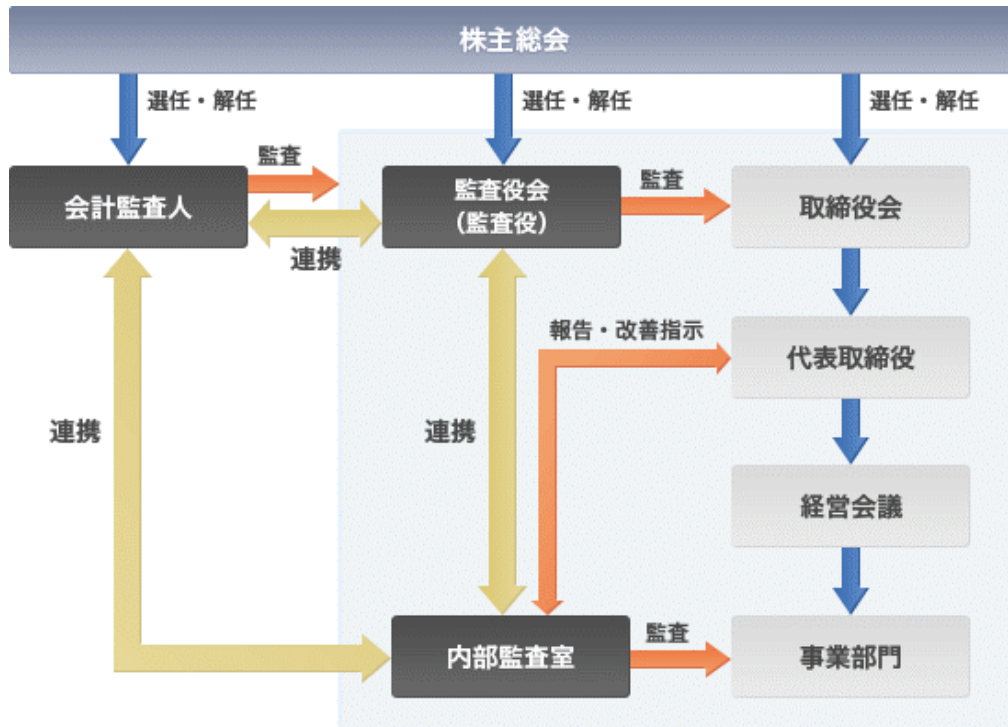 株主総会
選任・解任
選任・解任
選任・解任
監査
会計監査人
監査役会
(監査役)
監査
取締役会
連携
報告・改善指示
代表取締役
連携
連携
経営会議
内部監査室
監査
事業部門